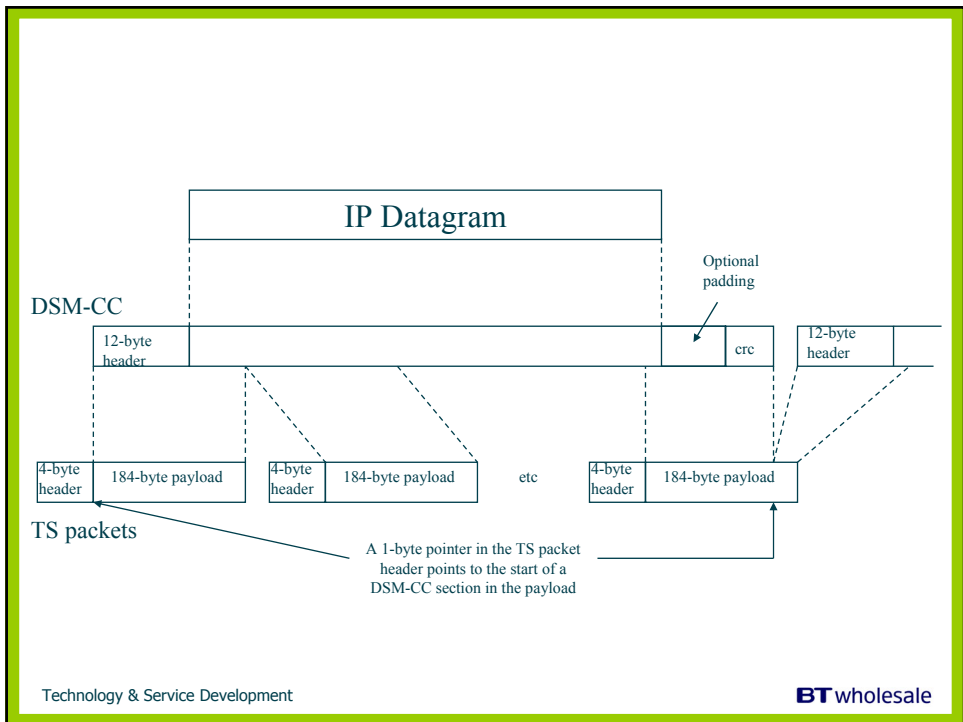 IP Datagram
Optional
padding
DSM-CC
12-byte
header
crc
12-byte
header
4-byte
header
184-byte payload
4-byte
header
184-byte payload
etc
4-byte
header
184-byte payload
TS packets
A 1-byte pointer in the TS packet
header points to the start of a
DSM-CC section in the payload
Technology & Service Development
BT wholesale